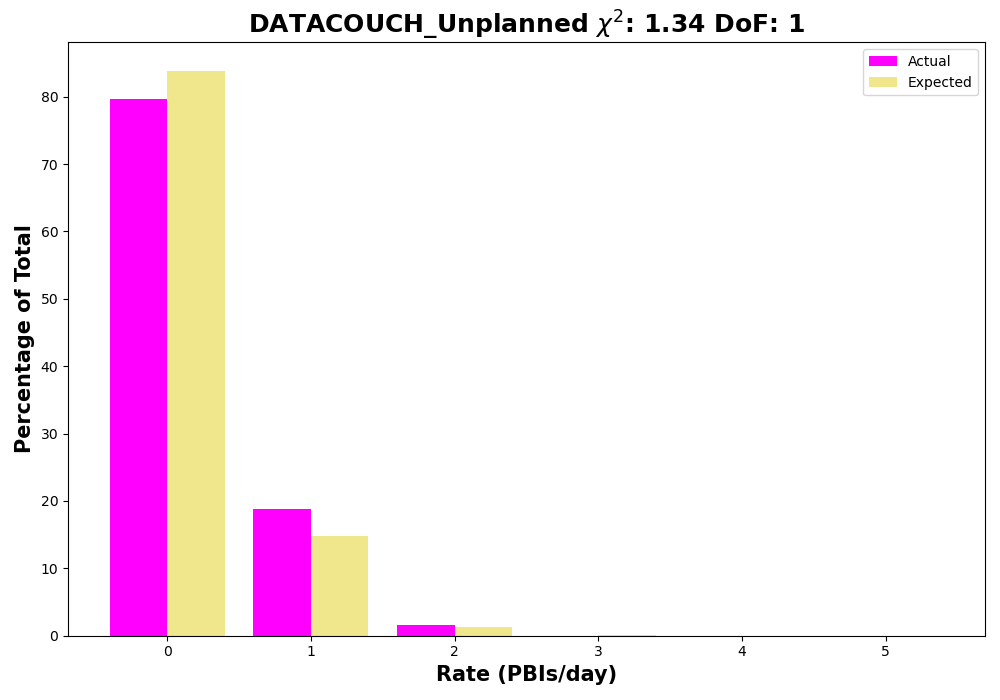 DATACOUCH_Unplanned χ²: 1.34 DoF: 1
Actual
Expected
Percentage of Total
80
70
60
50
40
30
20
10
0
0 1 2 3 4 5
Rate (PBIs/day)